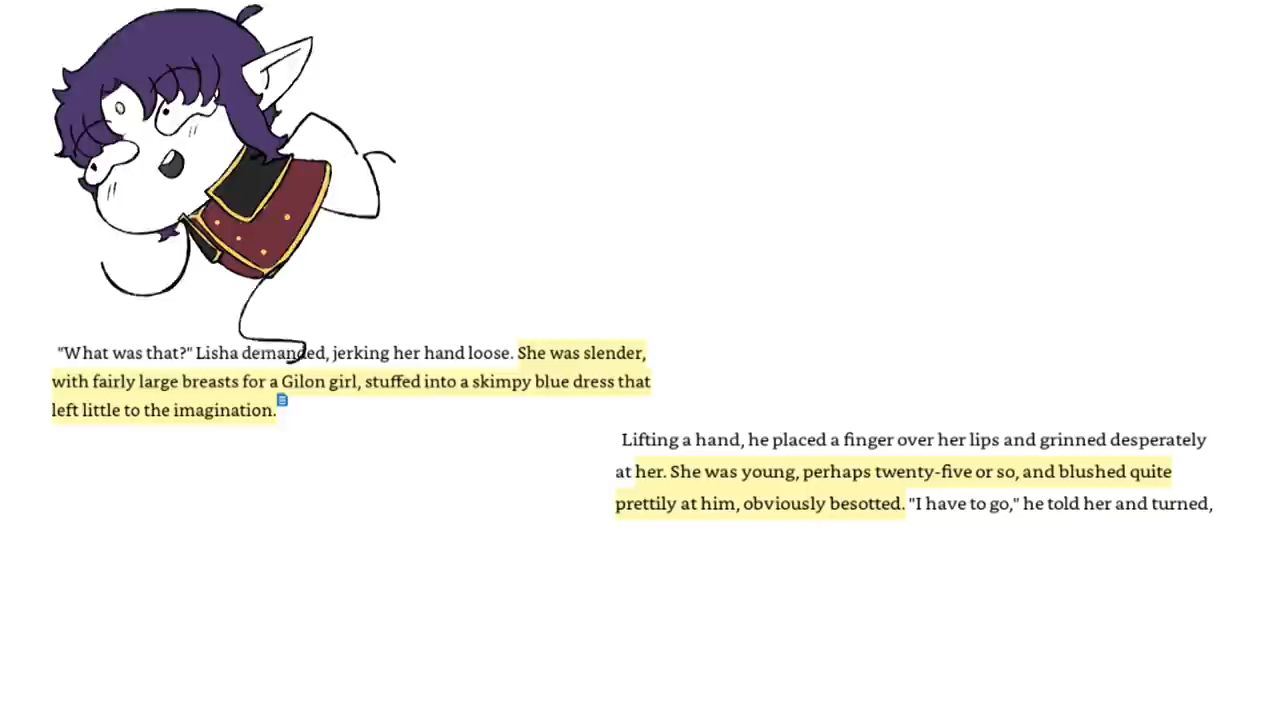 "What was that?" Lisha demanded, jerking her hand loose. She was slender,
with fairly large breasts for a Gilon girl, stuffed into a skimpy blue dress that
left little to the imagination.
Lifting a hand, he placed a finger over her lips and grinned desperately
at her. She was young, perhaps twenty-five or so, and blushed quite
prettily at him, obviously besotted. "I have to go," he told her and turned,